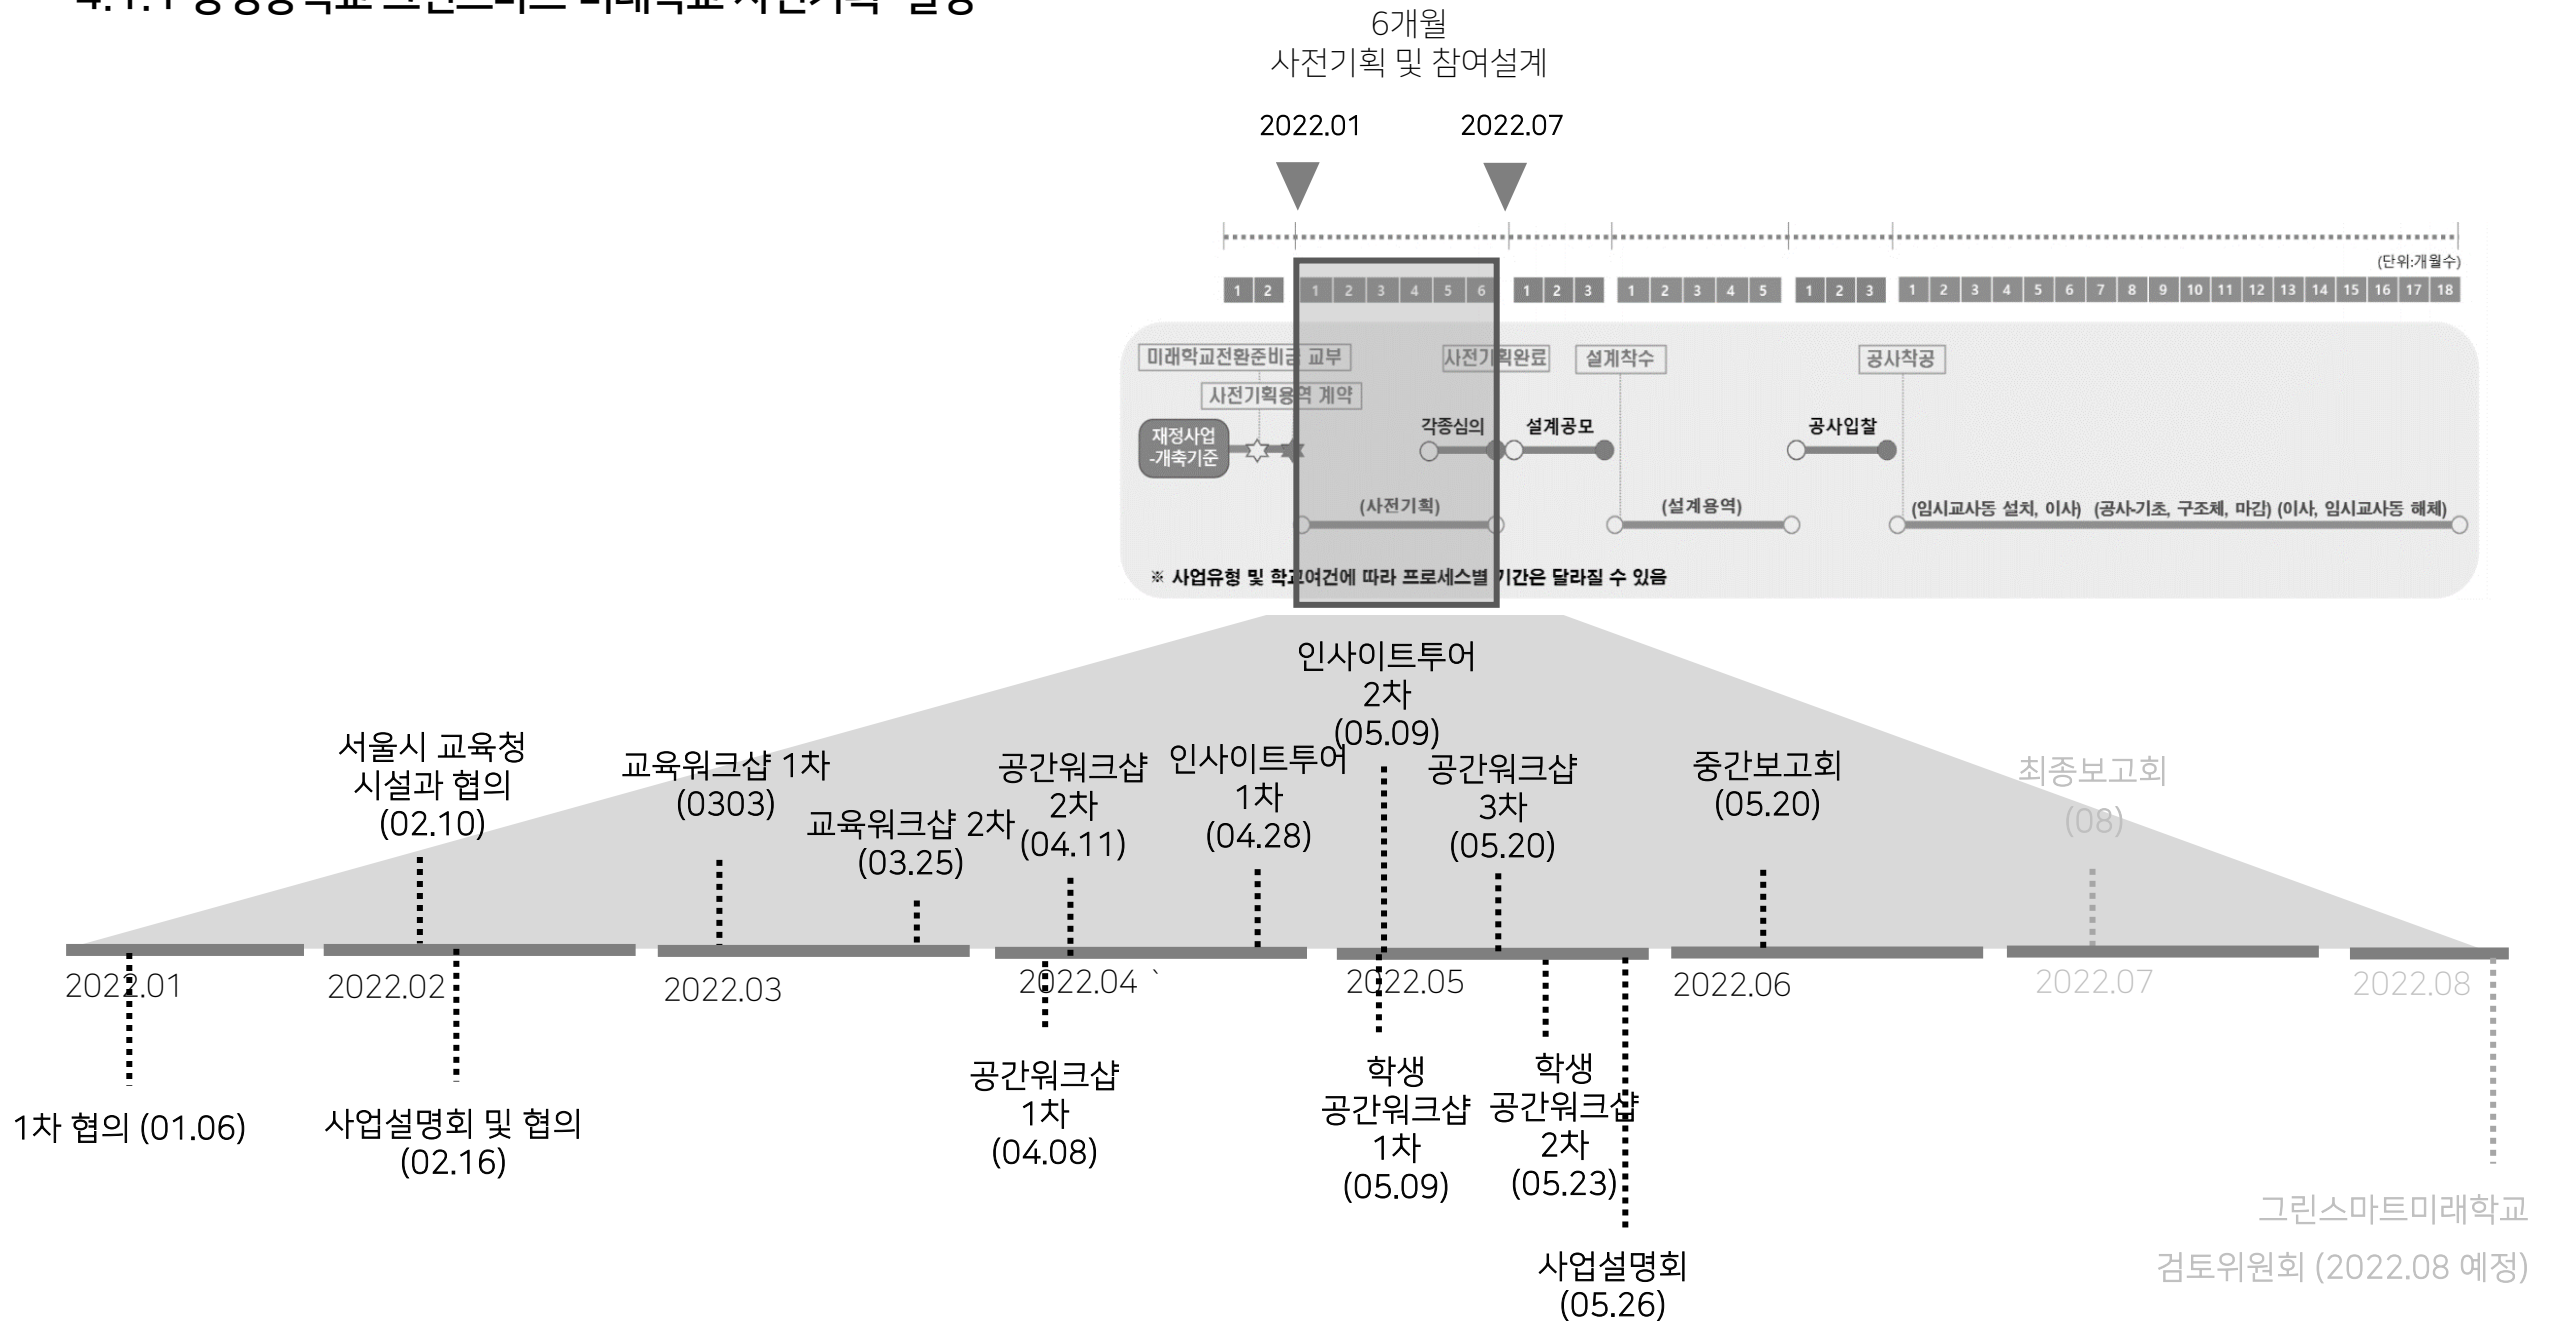 그린스마트 미래학교 사전기획
6개월
사전기획 및 참여설계
2022.01
2022.07
(단위:개월수)
1 2 1 2 3 4 5 6 1 2 3 1 2 3 4 5 1 2 3 1 2 3 4 5 6 7 8 9 10 11 12 13 14 15 16 17 18
미래학교전환준비금 교부
사전기획완료
설계착수
공사착공
사전기획용역 계약
재정사업
-개축기준
각종심의
설계공모
공사입찰
(사전기획)
(설계용역)
(임시교사동 설치, 이사) (공사-기초, 구조체, 마감) (이사, 임시교사동 해체)
※ 사업유형 및 학교여건에 따라 프로세스별 기간은 달라질 수 있음
서울시 교육청
시설과 협의
(02.10)
교육워크샵 1차
(0303)
교육워크샵 2차
(03.25)
공간워크샵
2차
(04.11)
인사이트투어
1차
(04.28)
인사이트투어
2차
(05.09)
공간워크샵
3차
(05.20)
중간보고회
(05.20)
최종보고회
(08)
2022.01
2022.02
2022.03
2022.04 `
2022.05
2022.06
2022.07
2022.08
1차 협의 (01.06)
사업설명회 및 협의
(02.16)
공간워크샵
1차
(04.08)
학생
공간워크샵
1차
(05.09)
학생
공간워크샵
2차
(05.23)
사업설명회
(05.26)
그린스마트미래학교
검토위원회 (2022.08 예정)